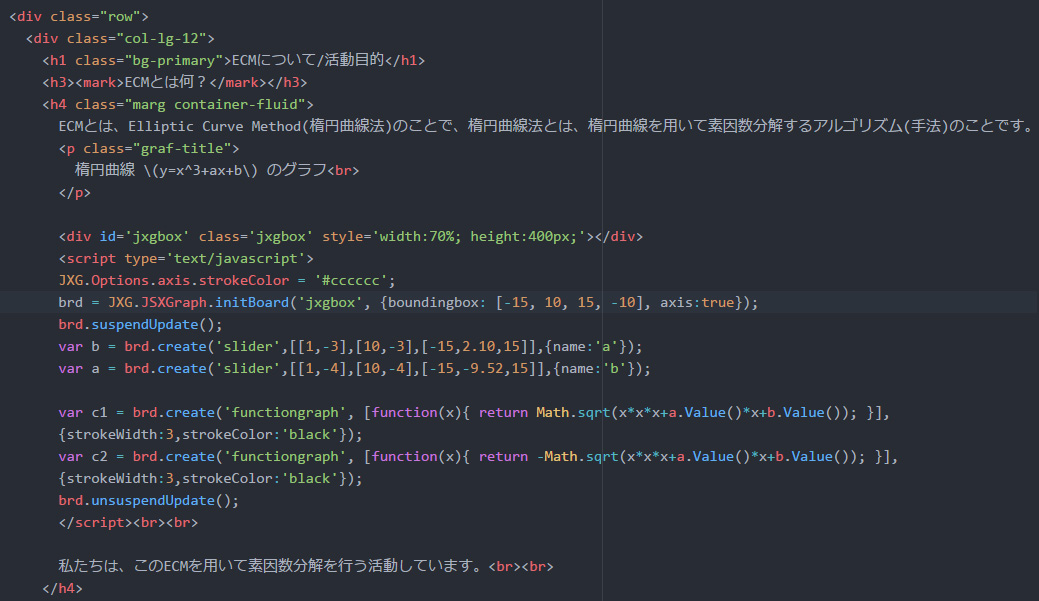 <div class="row">
<div class="col-lg-12">
<h1 class="bg-primary">ECMについて/活動目的</h1>
<h3><mark>ECMとは何？</mark></h3>
<h4 class="marg container-fluid">
ECMとは、Elliptic Curve Method(楕円曲線法)のことで、楕円曲線法とは、楕円曲線を用いて素因数分解するアルゴリズム(手法)のことです。
<p class="graf-title">
楕円曲線 \(y=x^3+ax+b\) のグラフ<br>
</p>
<div id='jxgbox' class='jxgbox' style='width:70%; height:400px;'></div>
<script type='text/javascript'>
JXG.Options.axis.strokeColor = '#cccccc';
brd = JXG.JSXGraph.initBoard('jxgbox', {boundingbox: [-15, 10, 15, -10], axis:true});
brd.suspendUpdate();
var b = brd.create('slider',[[1,-3],[10,-3],[-15,2.10,15]],{name:'a'});
var a = brd.create('slider',[[1,-4],[10,-4],[-15,-9.52,15]],{name:'b'});
var c1 = brd.create('functiongraph', [function(x){ return Math.sqrt(x*x*x+a.Value()*x+b.Value()); }],
{strokeWidth:3,strokeColor:'black'});
var c2 = brd.create('functiongraph', [function(x){ return -Math.sqrt(x*x*x+a.Value()*x+b.Value()); }],
{strokeWidth:3,strokeColor:'black'});
brd.unsuspendUpdate();
</script><br><br>
私たちは、このECMを用いて素因数分解を行う活動しています。<br><br>
</h4>